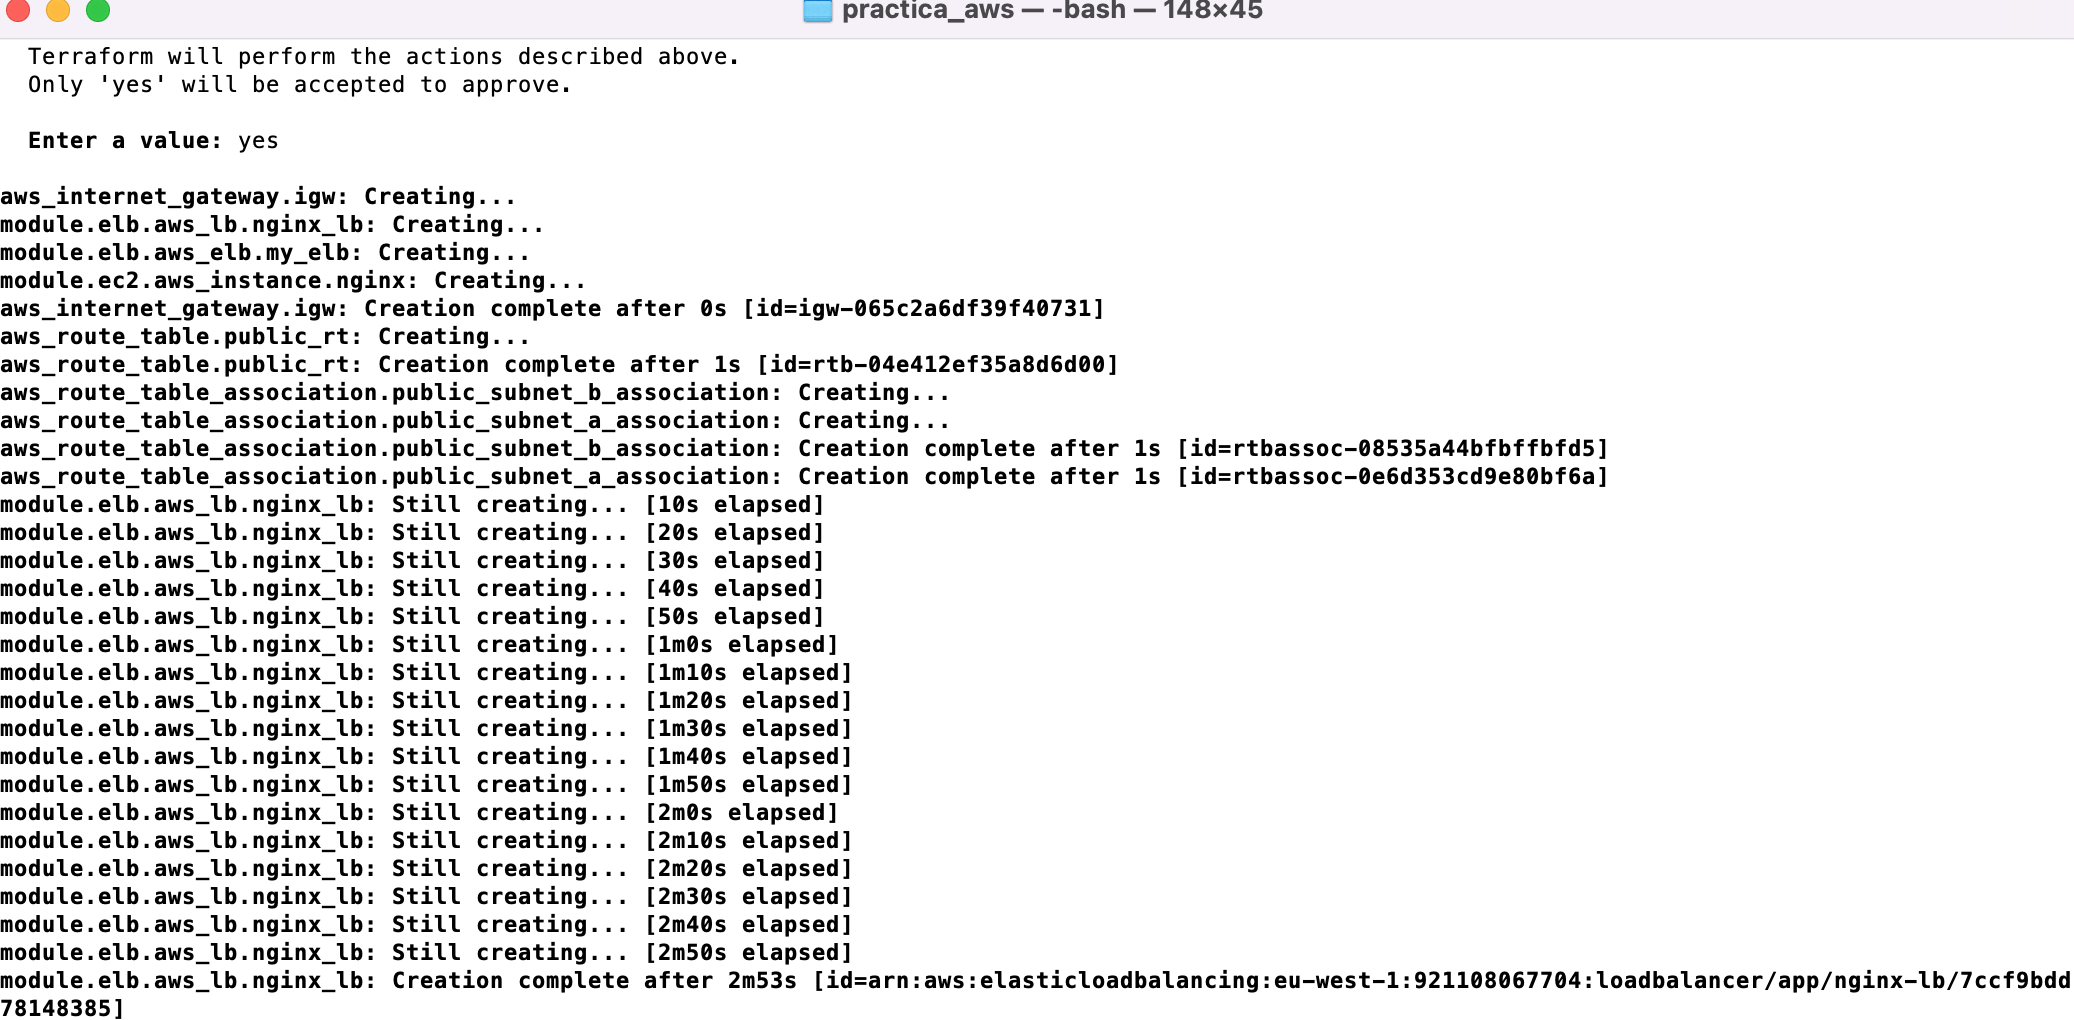 practica_aws — -bash — 148×45
Terraform will perform the actions described above.
Only 'yes' will be accepted to approve.
Enter a value: yes
aws_internet_gateway.igw: Creating...
module.elb.aws_lb.nginx_lb: Creating...
module.elb.aws_elb.my_elb: Creating...
module.ec2.aws_instance.nginx: Creating...
aws_internet_gateway.igw: Creation complete after 0s [id=igw-065c2a6df39f40731]
aws_route_table.public_rt: Creating...
aws_route_table.public_rt: Creation complete after 1s [id=rtb-04e412ef35a8d6d00]
aws_route_table_association.public_subnet_b_association: Creating...
aws_route_table_association.public_subnet_a_association: Creating...
aws_route_table_association.public_subnet_b_association: Creation complete after 1s [id=rtbassoc-08535a44bfbffbfd5]
aws_route_table_association.public_subnet_a_association: Creation complete after 1s [id=rtbassoc-0e6d353cd9e80bf6a]
module.elb.aws_lb.nginx_lb: Still creating... [10s elapsed]
module.elb.aws_lb.nginx_lb: Still creating... [20s elapsed]
module.elb.aws_lb.nginx_lb: Still creating... [30s elapsed]
module.elb.aws_lb.nginx_lb: Still creating... [40s elapsed]
module.elb.aws_lb.nginx_lb: Still creating... [50s elapsed]
module.elb.aws_lb.nginx_lb: Still creating... [1m0s elapsed]
module.elb.aws_lb.nginx_lb: Still creating... [1m10s elapsed]
module.elb.aws_lb.nginx_lb: Still creating... [1m20s elapsed]
module.elb.aws_lb.nginx_lb: Still creating... [1m30s elapsed]
module.elb.aws_lb.nginx_lb: Still creating... [1m40s elapsed]
module.elb.aws_lb.nginx_lb: Still creating... [1m50s elapsed]
module.elb.aws_lb.nginx_lb: Still creating... [2m0s elapsed]
module.elb.aws_lb.nginx_lb: Still creating... [2m10s elapsed]
module.elb.aws_lb.nginx_lb: Still creating... [2m20s elapsed]
module.elb.aws_lb.nginx_lb: Still creating... [2m30s elapsed]
module.elb.aws_lb.nginx_lb: Still creating... [2m40s elapsed]
module.elb.aws_lb.nginx_lb: Still creating... [2m50s elapsed]
module.elb.aws_lb.nginx_lb: Creation complete after 2m53s [id=arn:aws:elasticloadbalancing:eu-west-1:921108067704:loadbalancer/app/nginx-lb/7ccf9bdd
78148385]